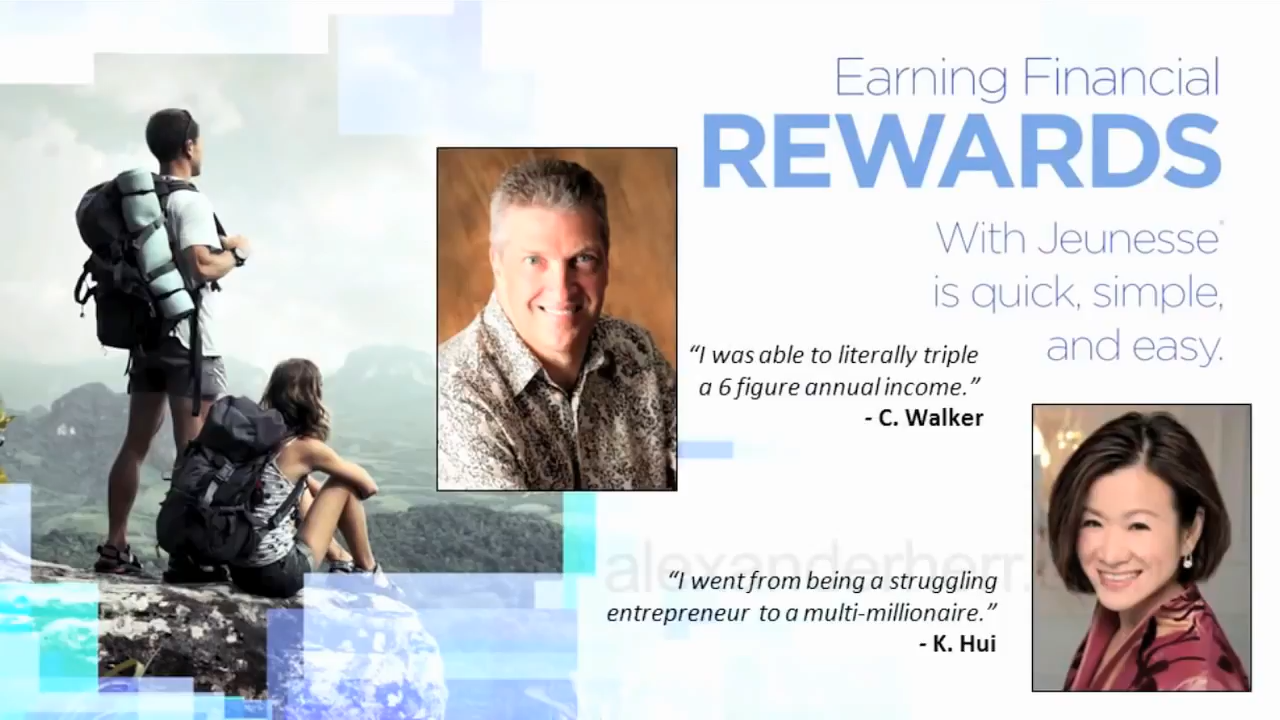 Earning Financial
REWARDS
With Jeunesse®
is quick, simple,
and easy.
“I was able to literally triple
a 6 figure annual income.”
- C. Walker
alexanderherr.
“I went from being a struggling
entrepreneur to a multi-millionaire.”
- K. Hui